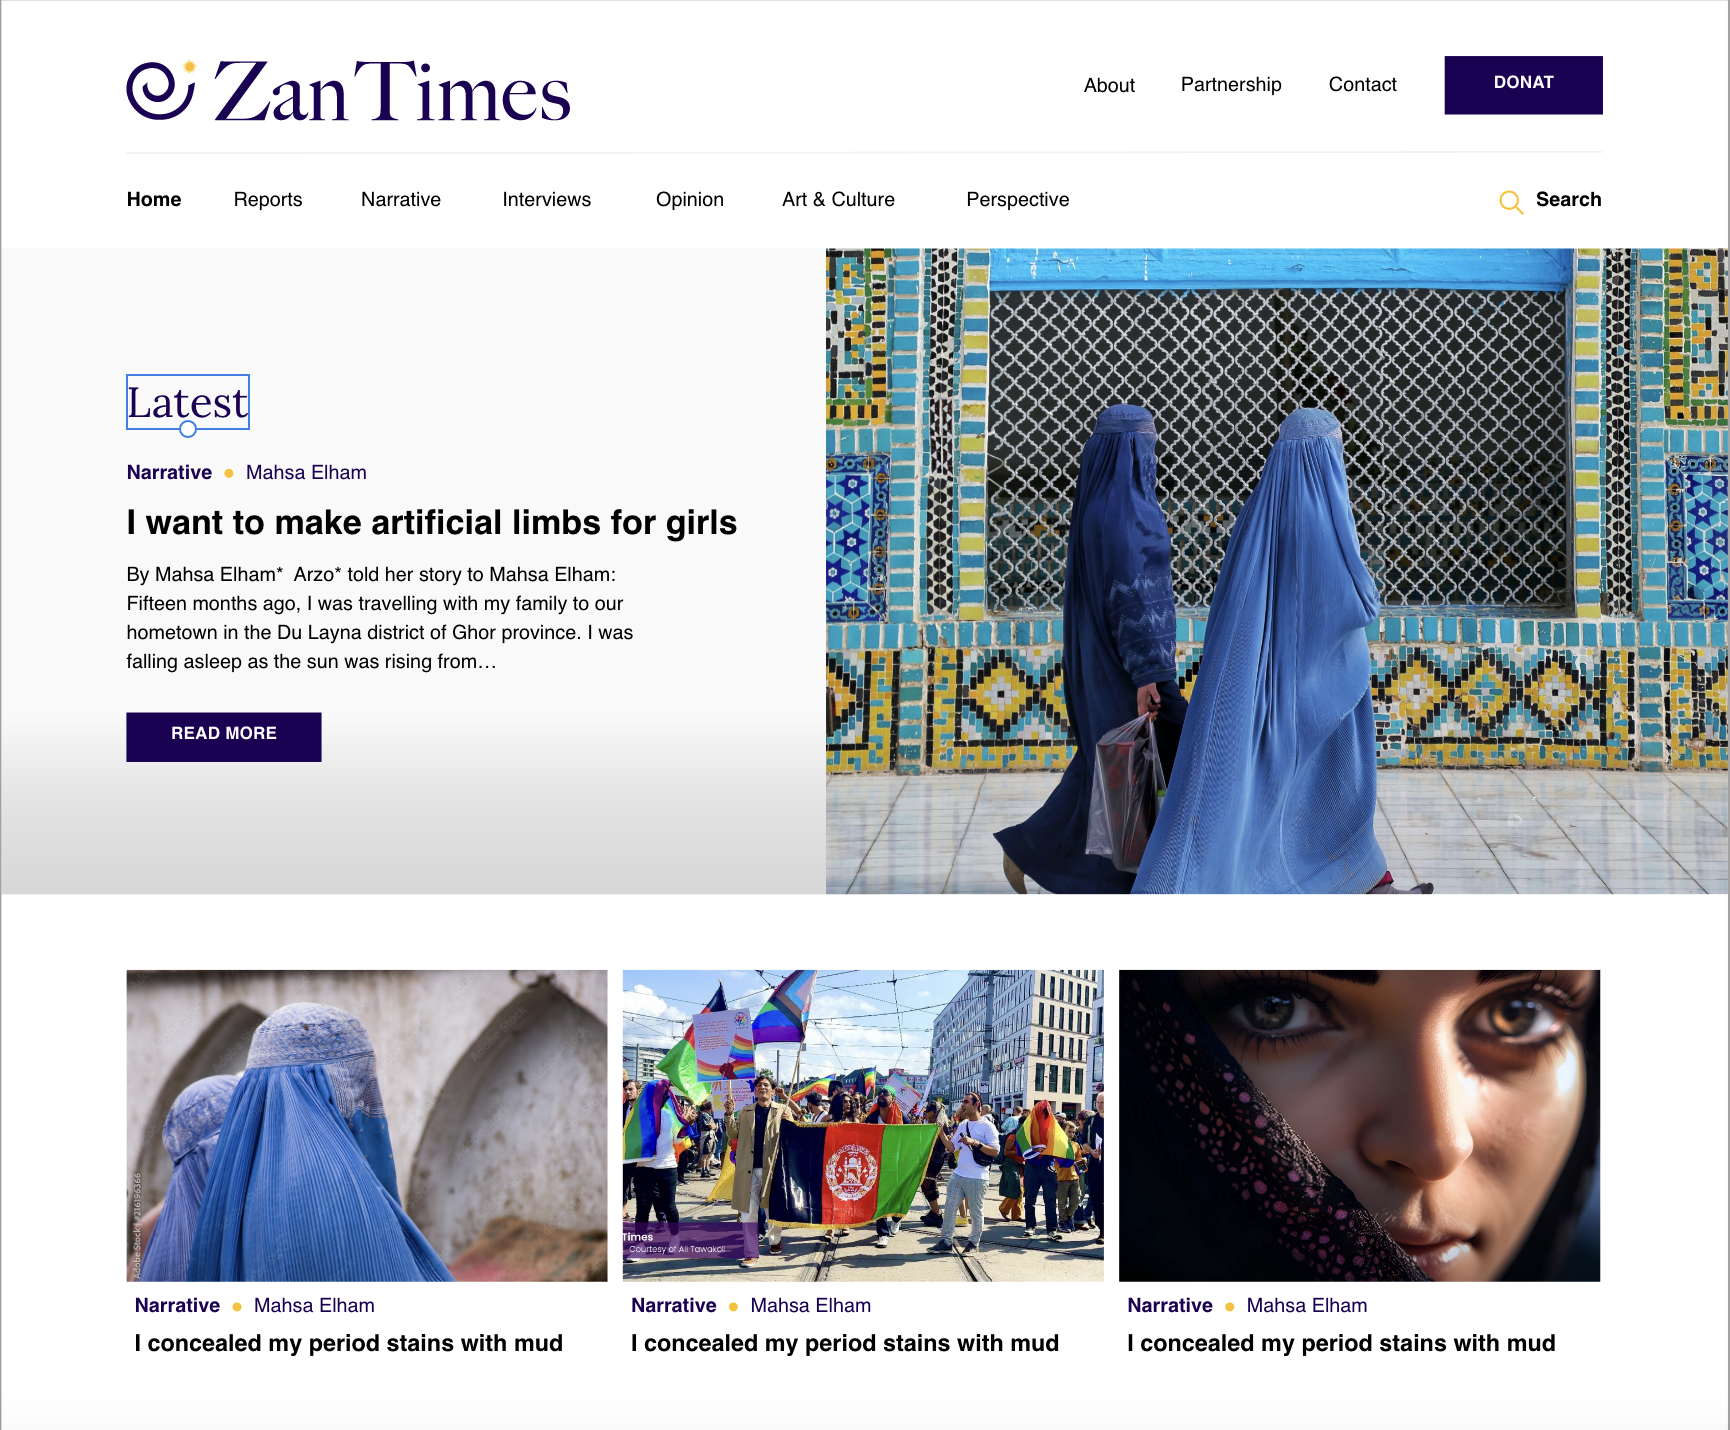 Zan Times
About Partnership Contact DONAT
Home Reports Narrative Interviews Opinion Art & Culture Perspective Search
Latest
Narrative • Mahsa Elham
I want to make artificial limbs for girls
By Mahsa Elham*  Arzo* told her story to Mahsa Elham:
Fifteen months ago, I was travelling with my family to our
hometown in the Du Layna district of Ghor province. I was
falling asleep as the sun was rising from…
READ MORE
Adobe Stock | #216196366
Times
Courtesy of Ali Tawakoli
Narrative • Mahsa Elham
I concealed my period stains with mud
Narrative • Mahsa Elham
I concealed my period stains with mud
Narrative • Mahsa Elham
I concealed my period stains with mud